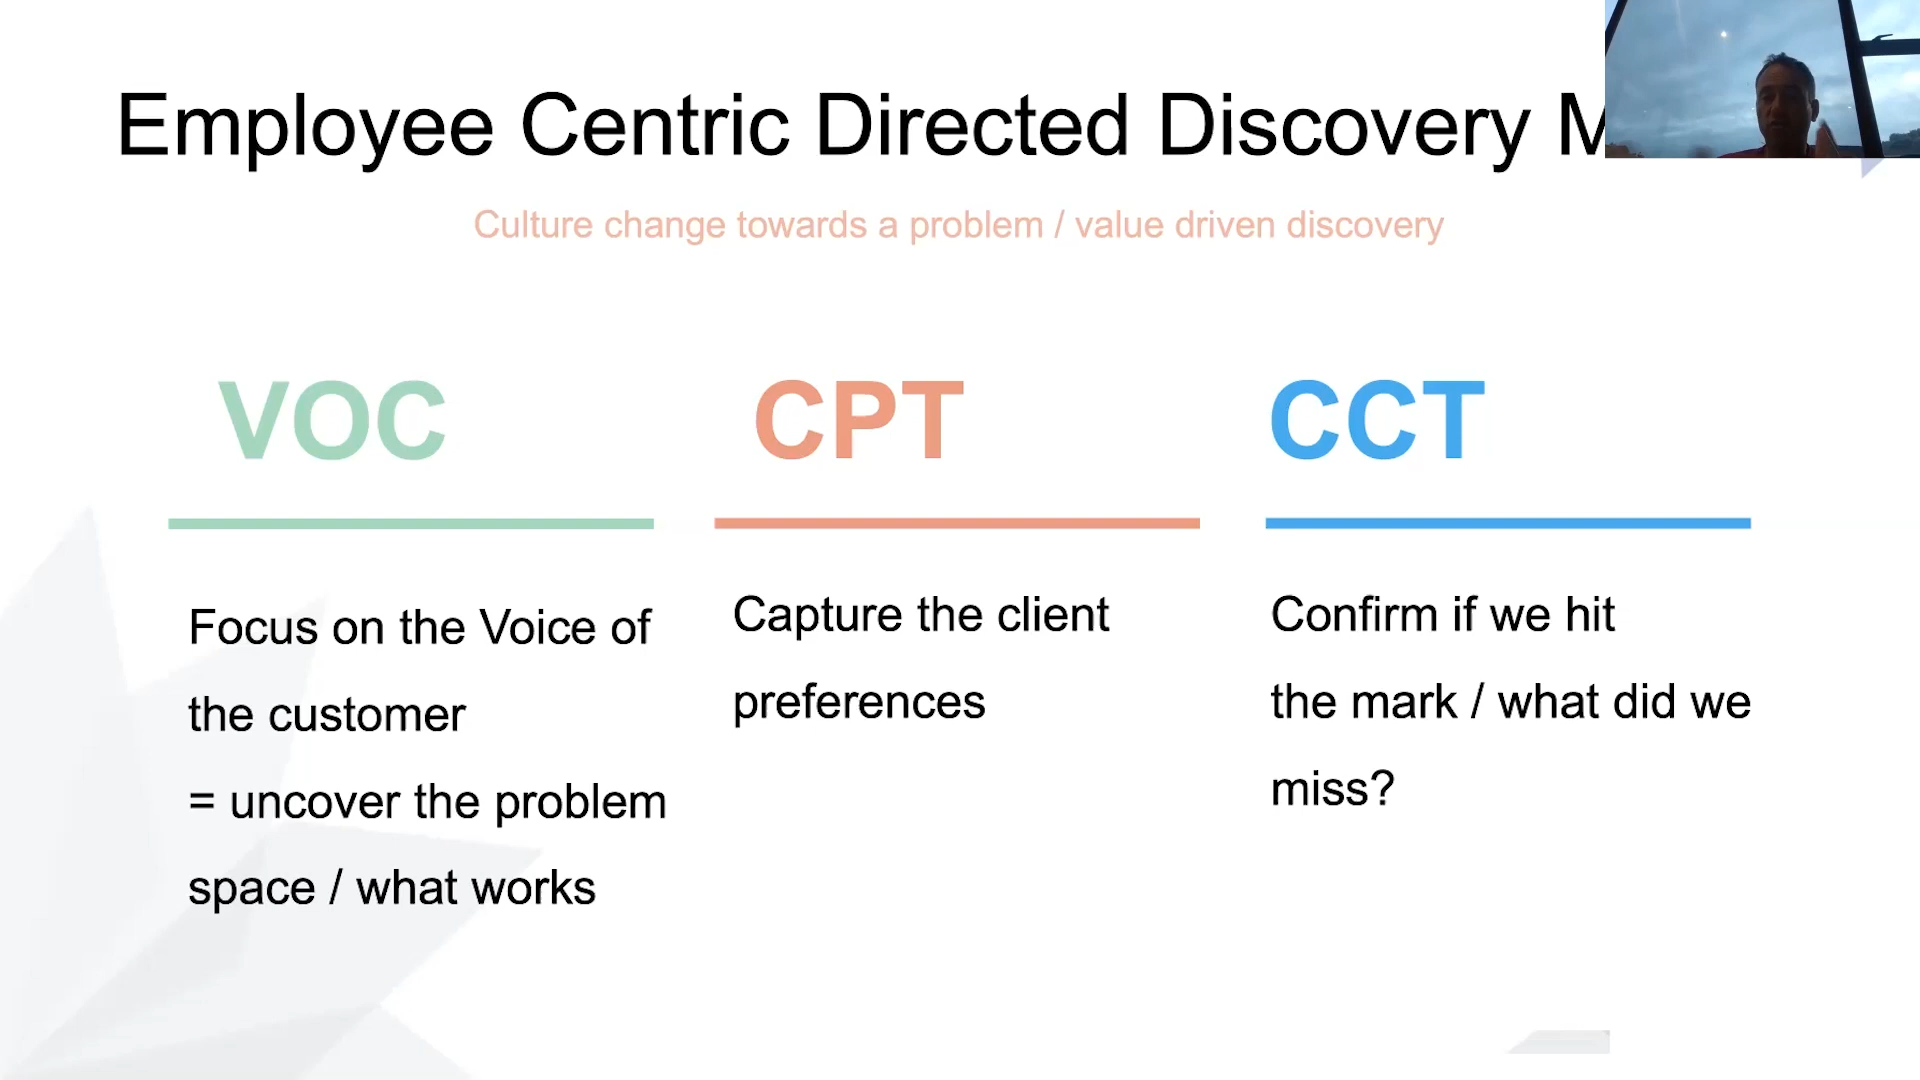 Employee Centric Directed Discovery
Culture change towards a problem / value driven discovery
VOC
Focus on the Voice of
the customer
= uncover the problem
space / what works
CPT
Capture the client
preferences
CCT
Confirm if we hit
the mark / what did we
miss?